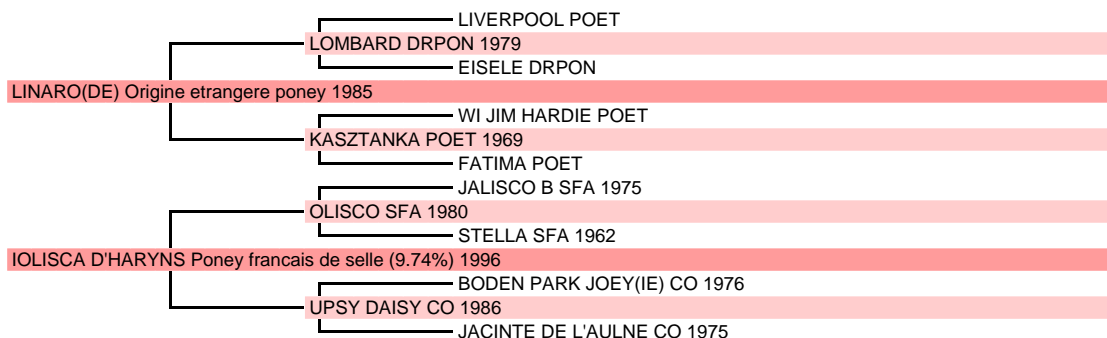 LIVERPOOL POET
LOMBARD DRPON 1979
EISELE DRPON
LINARO(DE) Origine etrangere poney 1985
WI JIM HARDIE POET
KASZTANKA POET 1969
FATIMA POET
JALISCO B SFA 1975
OLISCO SFA 1980
STELLA SFA 1962
IOLISCA D'HARYNS Poney francais de selle (9.74%) 1996
BODEN PARK JOEY(IE) CO 1976
UPSY DAISY CO 1986
JACINTE DE L'AULNE CO 1975